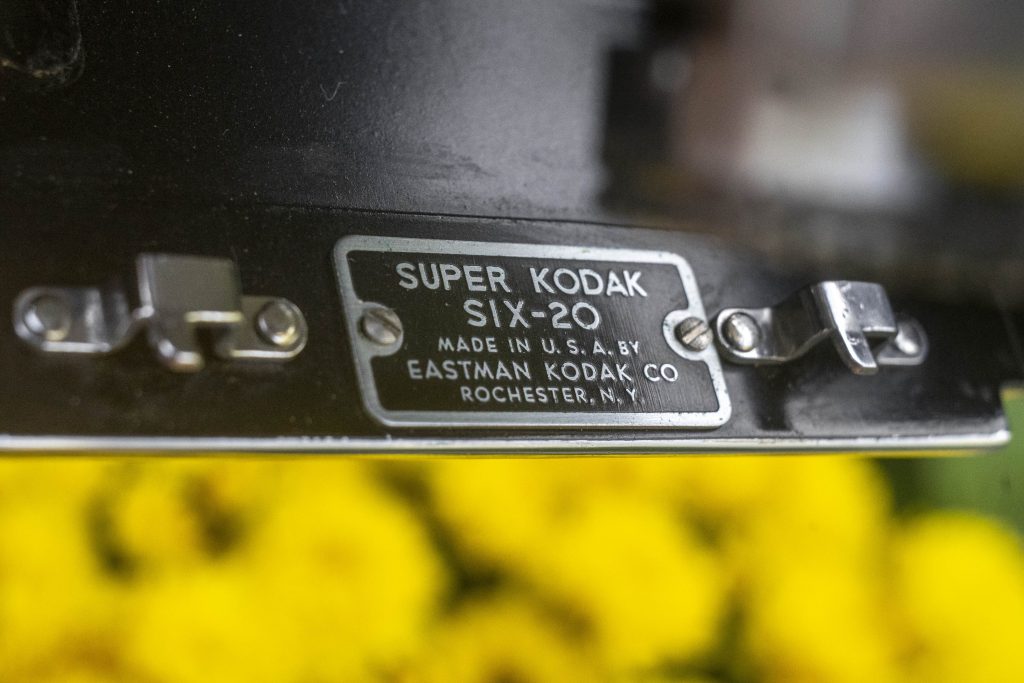 SUPER KODAK
SIX-20
MADE IN U.S.A. BY
EASTMAN KODAK CO
ROCHESTER, N.Y.